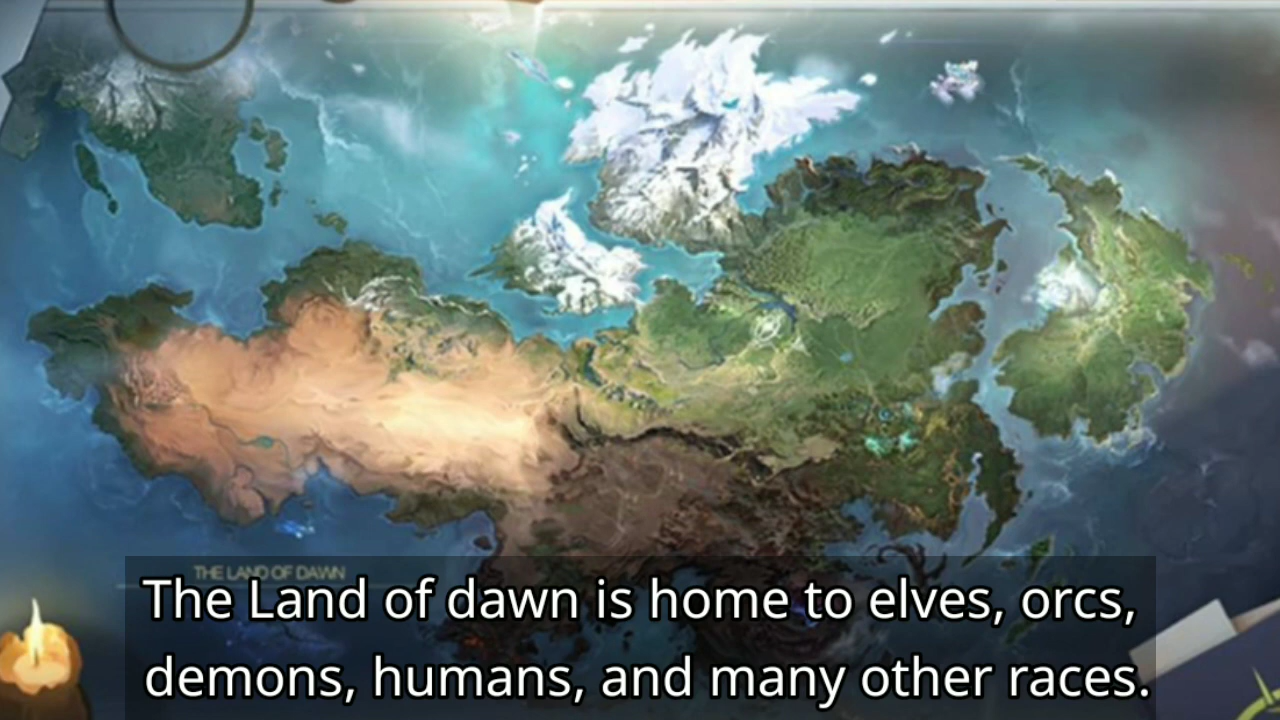 THE LAND OF DAWN
The Land of dawn is home to elves, orcs,
demons, humans, and many other races.